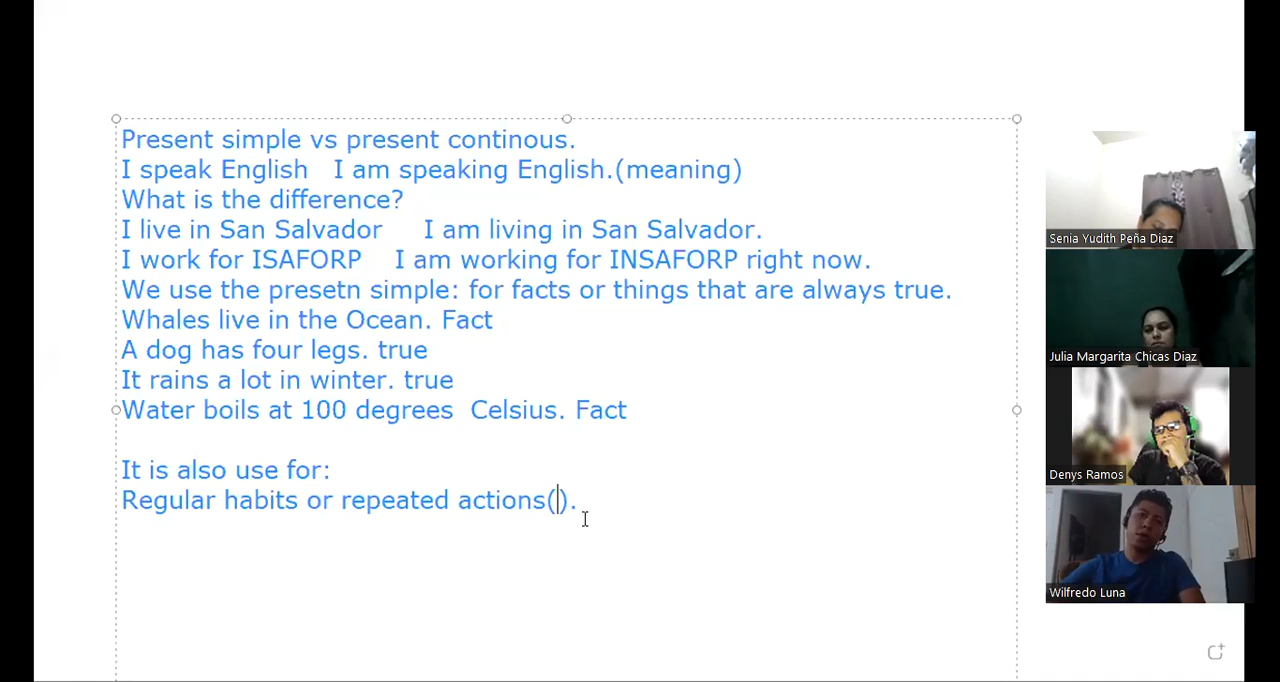 Present simple vs present continous.
I speak English I am speaking English.(meaning)
What is the difference?
I live in San Salvador I am living in San Salvador.
I work for ISAFORP I am working for INSAFORP right now.
We use the presetn simple: for facts or things that are always true.
Whales live in the Ocean. Fact
A dog has four legs. true
It rains a lot in winter. true
Water boils at 100 degrees Celsius. Fact
It is also use for:
Regular habits or repeated actions().
Senia Yudith Peña Diaz
Julia Margarita Chicas Diaz
Denys Ramos
Wilfredo Luna